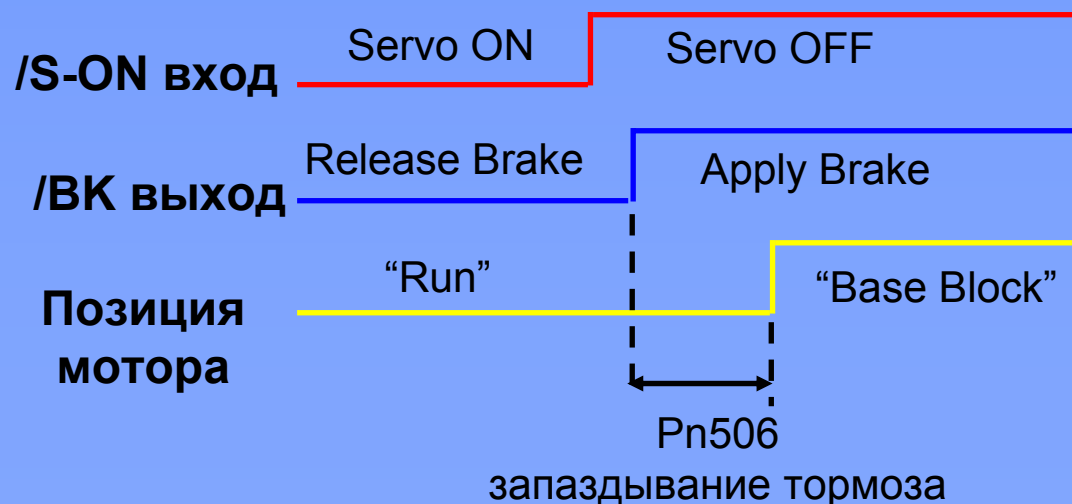 /S-ON вход
Servo ON
Servo OFF
/BK выход
Release Brake
Apply Brake
Позиция
мотора
“Run”
“Base Block”
Pn506
запаздывание тормоза